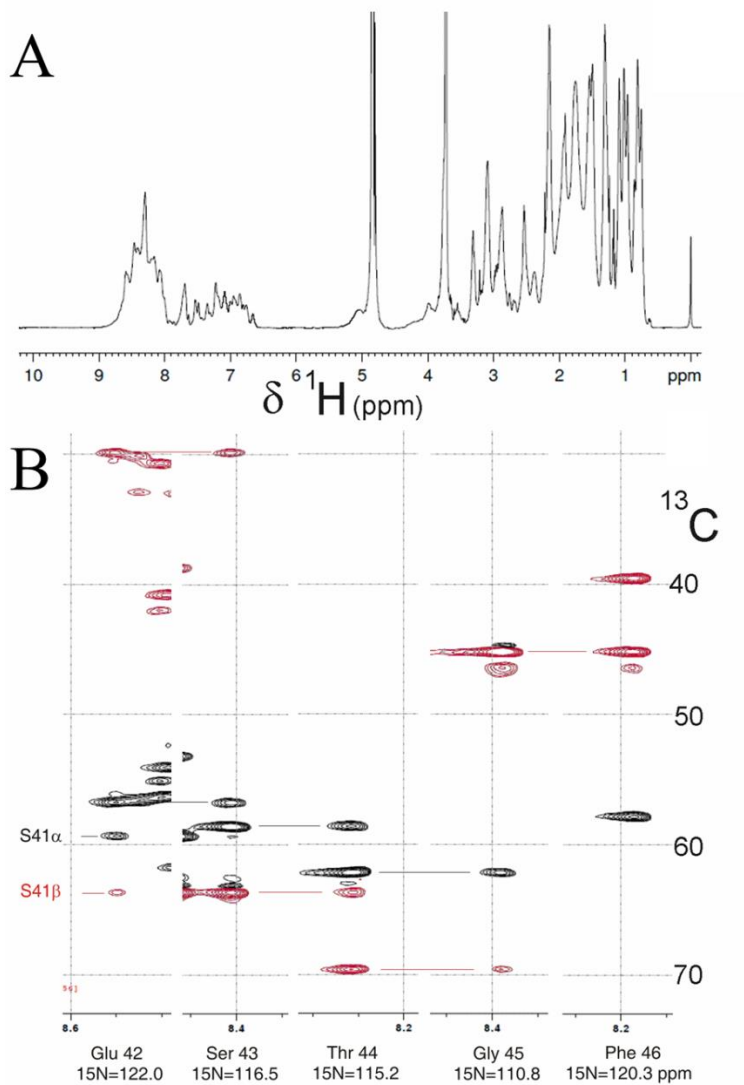 A
10 9 8 7 6 5 4 3 2 1 ppm
δ ¹H (ppm)
B
13C
40
50
S41α
60
S41β
70
8.6 8.4 8.2 8.4 8.2
Glu 42 Ser 43 Thr 44 Gly 45 Phe 46
15N=122.0 15N=116.5 15N=115.2 15N=110.8 15N=120.3 ppm